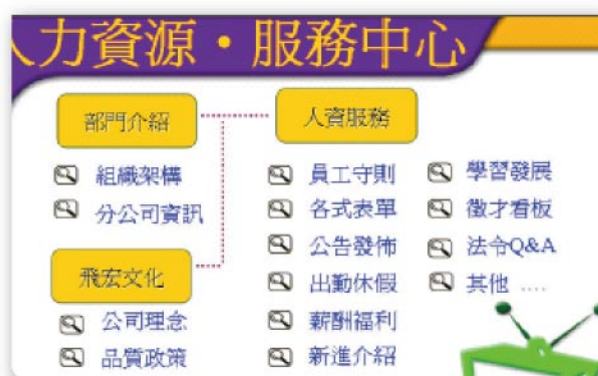 人力資源・服務中心
部門介紹
組織架構
分公司資訊
飛宏文化
公司理念
品質政策
人資服務
員工守則
各式表單
公告發佈
出勤休假
薪酬福利
新進介紹
學習發展
徵才看板
法令Q&A
其他 ....